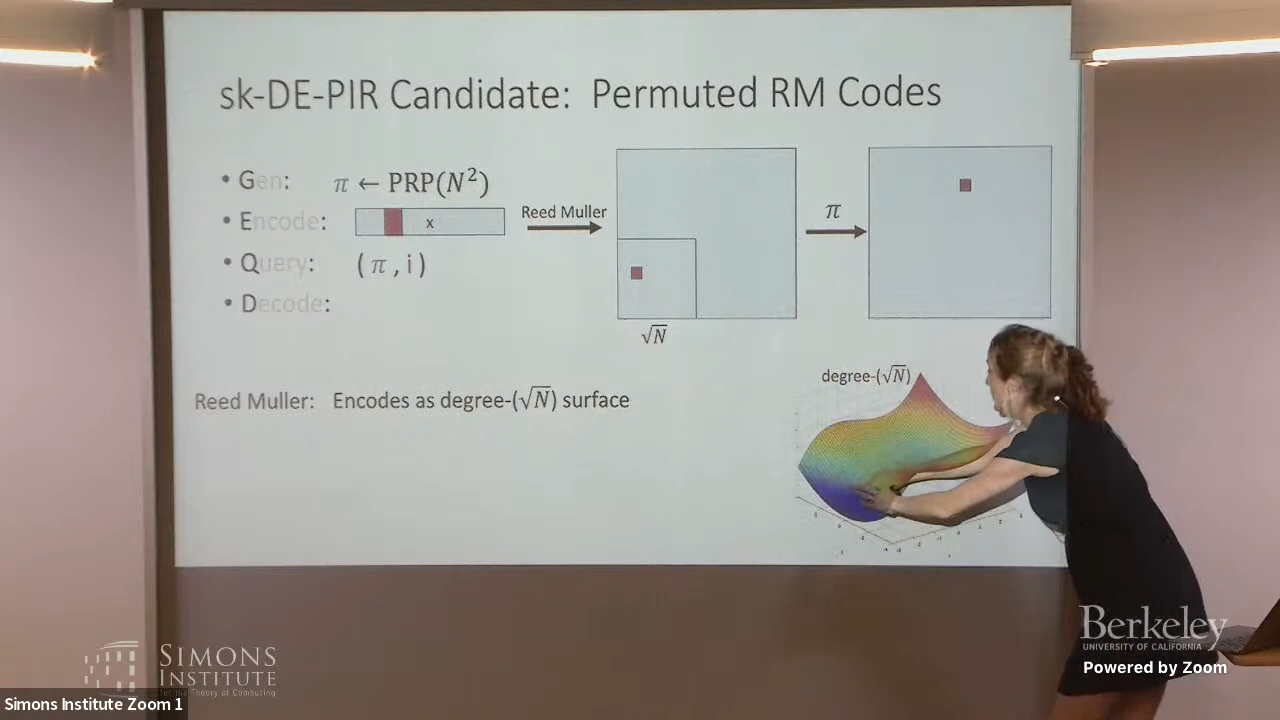 sk-DE-PIR Candidate: Permuted RM Codes
• Gen: π ← PRP(N²)
• Encode: x
Reed Muller
π
• Query: (π , i)
• Decode:
√N
degree-(√N)
Reed Muller: Encodes as degree-(√N) surface
SIMONS
INSTITUTE
for the Theory of Computing
Berkeley
UNIVERSITY OF CALIFORNIA
Powered by Zoom
Simons Institute Zoom 1